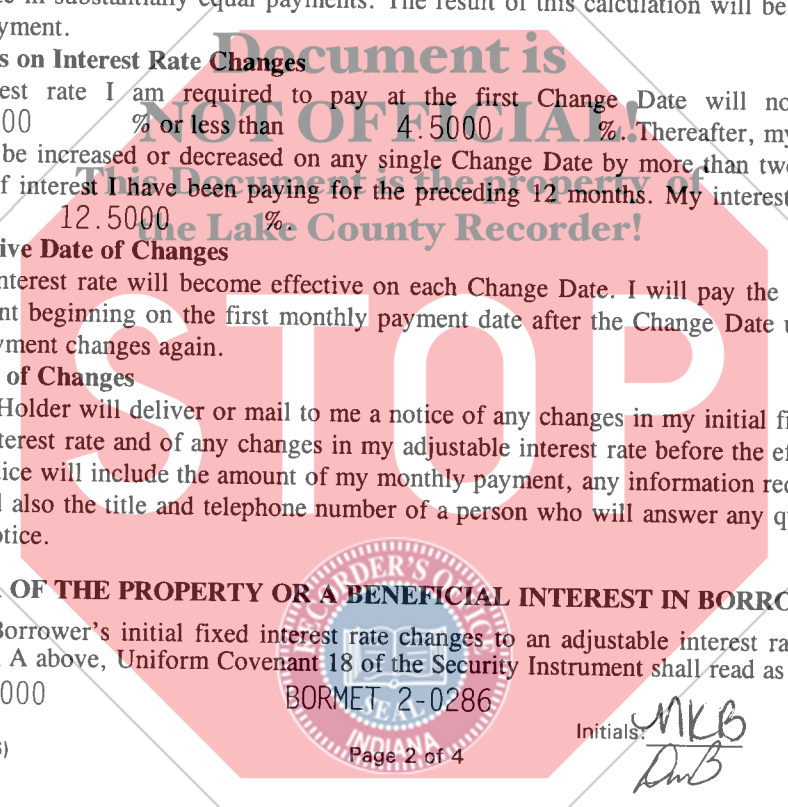 e in substantially equal payments. The result of this calculation will be
yment.
s on Interest Rate Changes
est rate I am required to pay at the first Change Date will no
00 % or less than 4.5000 %. Thereafter, my
be increased or decreased on any single Change Date by more than tw
f interest I have been paying for the preceding 12 months. My interest
12.5000 %.
ive Date of Changes
nterest rate will become effective on each Change Date. I will pay the
nt beginning on the first monthly payment date after the Change Date u
yment changes again.
of Changes
Holder will deliver or mail to me a notice of any changes in my initial fi
terest rate and of any changes in my adjustable interest rate before the ef
ice will include the amount of my monthly payment, any information rec
l also the title and telephone number of a person who will answer any q
otice.
OF THE PROPERTY OR A BENEFICIAL INTEREST IN BORRO
Borrower's initial fixed interest rate changes to an adjustable interest ra
A above, Uniform Covenant 18 of the Security Instrument shall read as
000 BORMET 2-0286
Initials: MKB
DmB
Page 2 of 4
Document is
NOT OFFICIAL!
This Document is the property of
the Lake County Recorder!
STOP
RECORDER'S OFFICE
SEAL
INDIANA